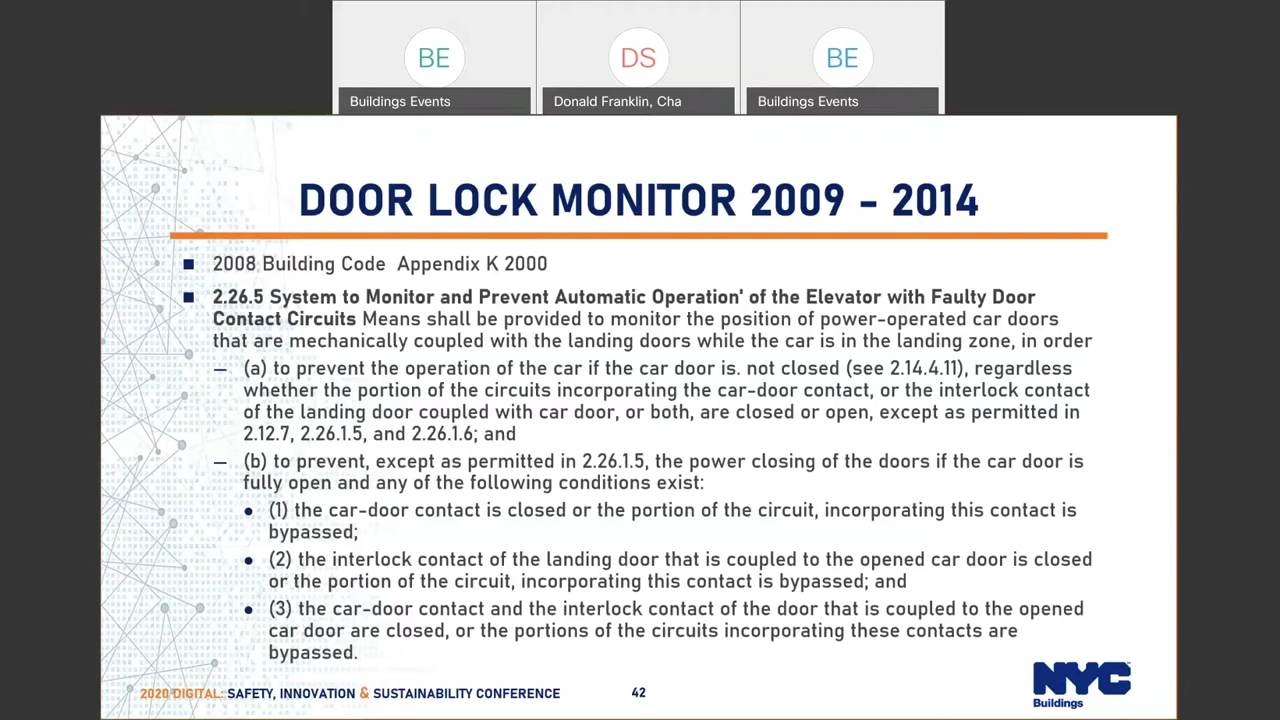 BE
DS
BE
Buildings Events
Donald Franklin, Cha
Buildings Events
DOOR LOCK MONITOR 2009 - 2014
2008 Building Code Appendix K 2000
2.26.5 System to Monitor and Prevent Automatic Operation' of the Elevator with Faulty Door
Contact Circuits Means shall be provided to monitor the position of power-operated car doors
that are mechanically coupled with the landing doors while the car is in the landing zone, in order
— (a) to prevent the operation of the car if the car door is. not closed (see 2.14.4.11), regardless
whether the portion of the circuits incorporating the car-door contact, or the interlock contact
of the landing door coupled with car door, or both, are closed or open, except as permitted in
2.12.7, 2.26.1.5, and 2.26.1.6; and
— (b) to prevent, except as permitted in 2.26.1.5, the power closing of the doors if the car door is
fully open and any of the following conditions exist:
(1) the car-door contact is closed or the portion of the circuit, incorporating this contact is
bypassed;
(2) the interlock contact of the landing door that is coupled to the opened car door is closed
or the portion of the circuit, incorporating this contact is bypassed; and
(3) the car-door contact and the interlock contact of the door that is coupled to the opened
car door are closed, or the portions of the circuits incorporating these contacts are
bypassed.
2020 DIGITAL: SAFETY, INNOVATION & SUSTAINABILITY CONFERENCE
42
NYC
Buildings